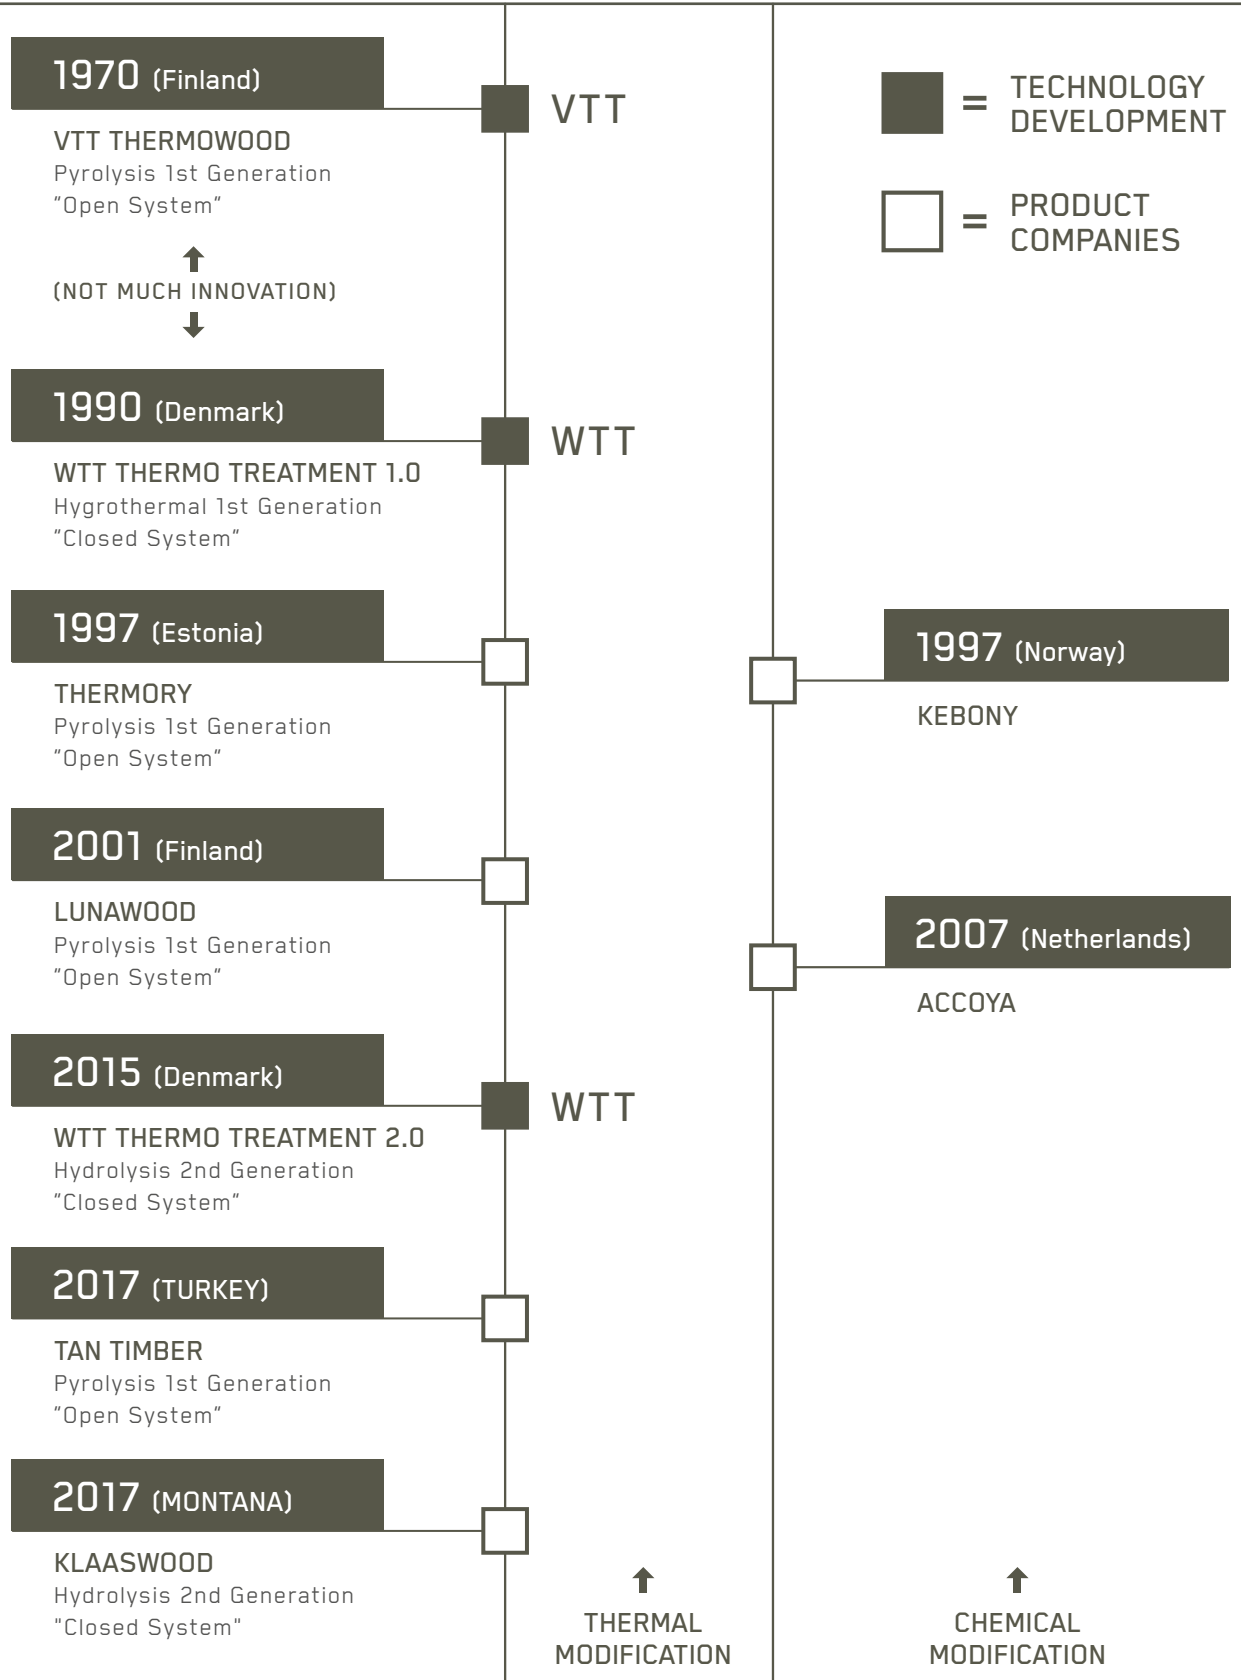 1970 (Finland)
VTT THERMOWOOD
Pyrolysis 1st Generation
"Open System"
(NOT MUCH INNOVATION)
1990 (Denmark)
WTT THERMO TREATMENT 1.0
Hygrothermal 1st Generation
"Closed System"
1997 (Estonia)
THERMORY
Pyrolysis 1st Generation
"Open System"
2001 (Finland)
LUNAWOOD
Pyrolysis 1st Generation
"Open System"
2015 (Denmark)
WTT THERMO TREATMENT 2.0
Hydrolysis 2nd Generation
"Closed System"
2017 (TURKEY)
TAN TIMBER
Pyrolysis 1st Generation
"Open System"
2017 (MONTANA)
KLAASWOOD
Hydrolysis 2nd Generation
"Closed System"
VTT
WTT
WTT
THERMAL
MODIFICATION
= TECHNOLOGY
DEVELOPMENT
= PRODUCT
COMPANIES
1997 (Norway)
KEBONY
2007 (Netherlands)
ACCOYA
CHEMICAL
MODIFICATION